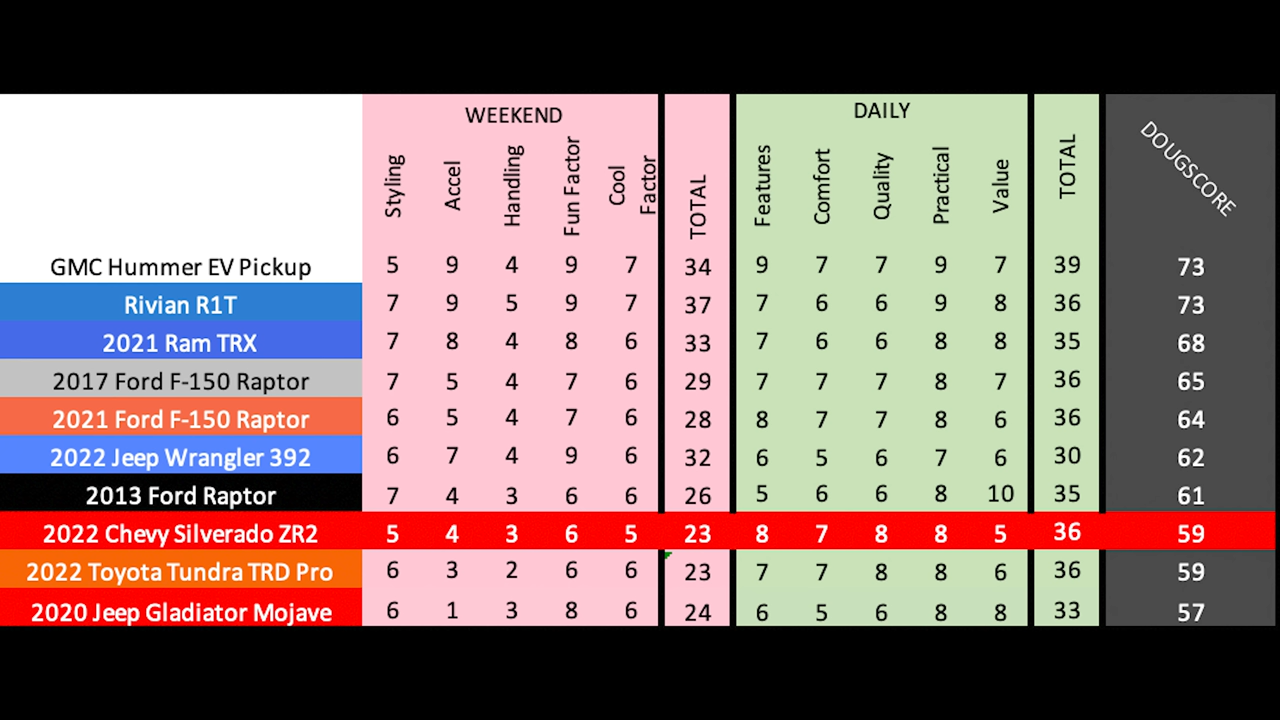 WEEKEND DAILY
Styling Accel Handling Fun Factor Cool Factor TOTAL Features Comfort Quality Practical Value TOTAL DOUGSCORE
GMC Hummer EV Pickup 5 9 4 9 7 34 9 7 7 9 7 39 73
Rivian R1T 7 9 5 9 7 37 7 6 6 9 8 36 73
2021 Ram TRX 7 8 4 8 6 33 7 6 6 8 8 35 68
2017 Ford F-150 Raptor 7 5 4 7 6 29 7 7 7 8 7 36 65
2021 Ford F-150 Raptor 6 5 4 7 6 28 8 7 7 8 6 36 64
2022 Jeep Wrangler 392 6 7 4 9 6 32 6 5 6 7 6 30 62
2013 Ford Raptor 7 4 3 6 6 26 5 6 6 8 10 35 61
2022 Chevy Silverado ZR2 5 4 3 6 5 23 8 7 8 8 5 36 59
2022 Toyota Tundra TRD Pro 6 3 2 6 6 23 7 7 8 8 6 36 59
2020 Jeep Gladiator Mojave 6 1 3 8 6 24 6 5 6 8 8 33 57